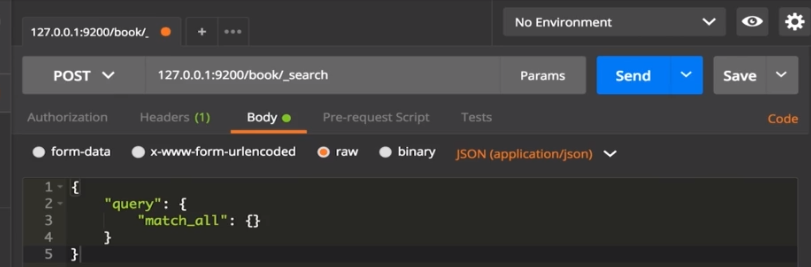 No Environment
127.0.0.1:9200/book/_
+ •••
POST 127.0.0.1:9200/book/_search Params Send Save
Authorization Headers (1) Body Pre-request Script Tests Code
form-data x-www-form-urlencoded raw binary JSON (application/json)
1 {
2 "query": {
3 "match_all": {}
4 }
5 }